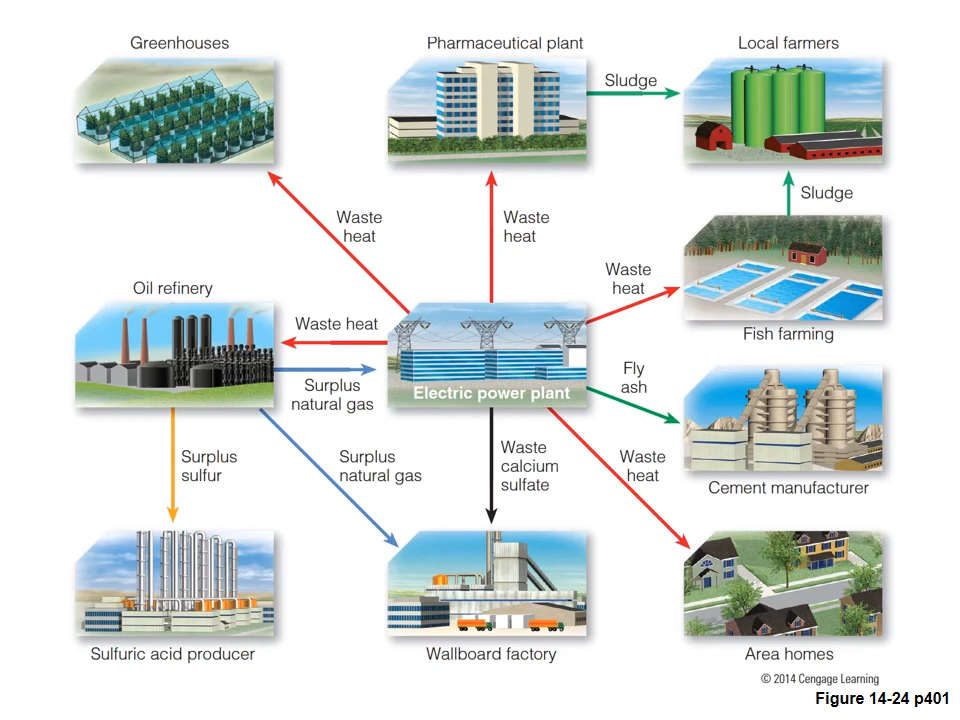 Greenhouses
Pharmaceutical plant
Local farmers
Sludge
Waste
heat
Waste
heat
Sludge
Waste
heat
Oil refinery
Waste heat
Fish farming
Surplus
natural gas
Electric power plant
Fly
ash
Surplus
sulfur
Surplus
natural gas
Waste
calcium
sulfate
Waste
heat
Cement manufacturer
Sulfuric acid producer
Wallboard factory
Area homes
© 2014 Cengage Learning
Figure 14-24 p401